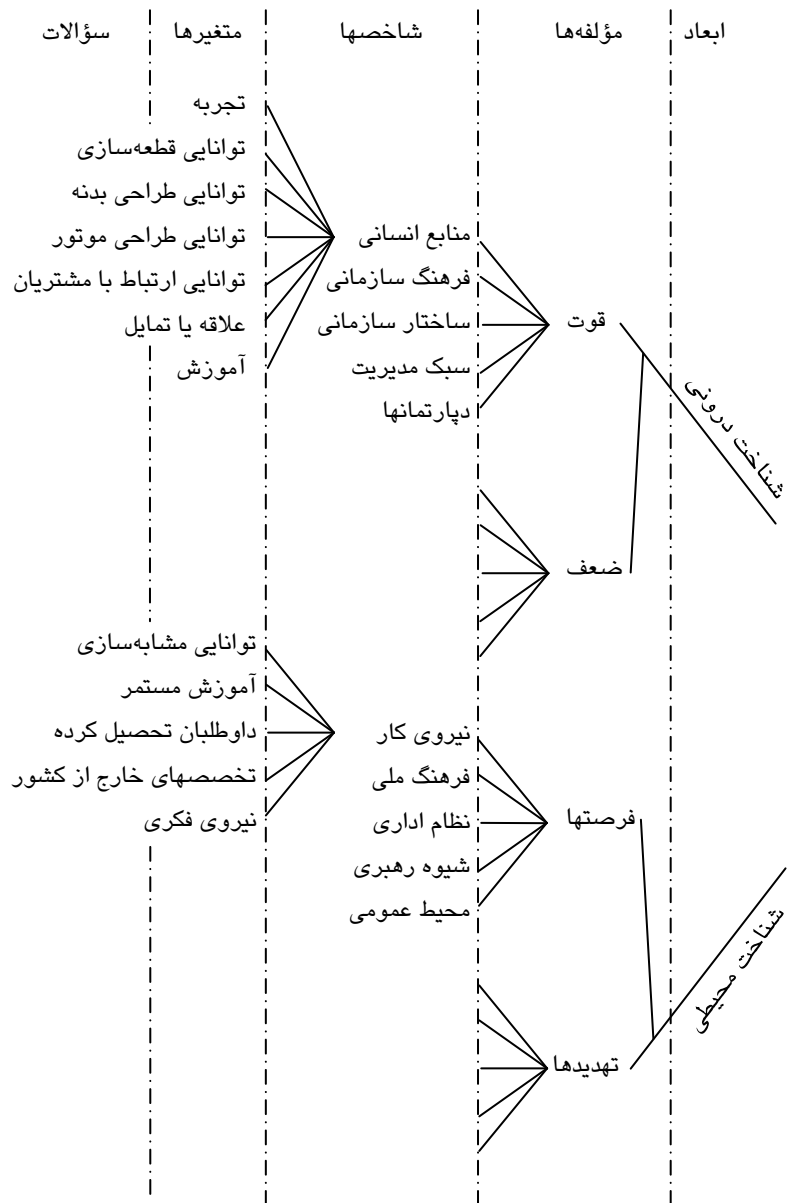 ابعاد
مؤلفه‌ها
شاخصها
متغیرها
سؤالات
شناخت درونی
قوت
منابع انسانی
فرهنگ سازمانی
ساختار سازمانی
سبک مدیریت
دپارتمانها
تجربه
توانایی قطعه‌سازی
توانایی طراحی بدنه
توانایی طراحی موتور
توانایی ارتباط با مشتریان
علاقه یا تمایل
آموزش
ضعف
شناخت محیطی
فرصتها
نیروی کار
فرهنگ ملی
نظام اداری
شیوه رهبری
محیط عمومی
توانایی مشابه‌سازی
آموزش مستمر
داوطلبان تحصیل کرده
تخصصهای خارج از کشور
نیروی فکری
تهدیدها